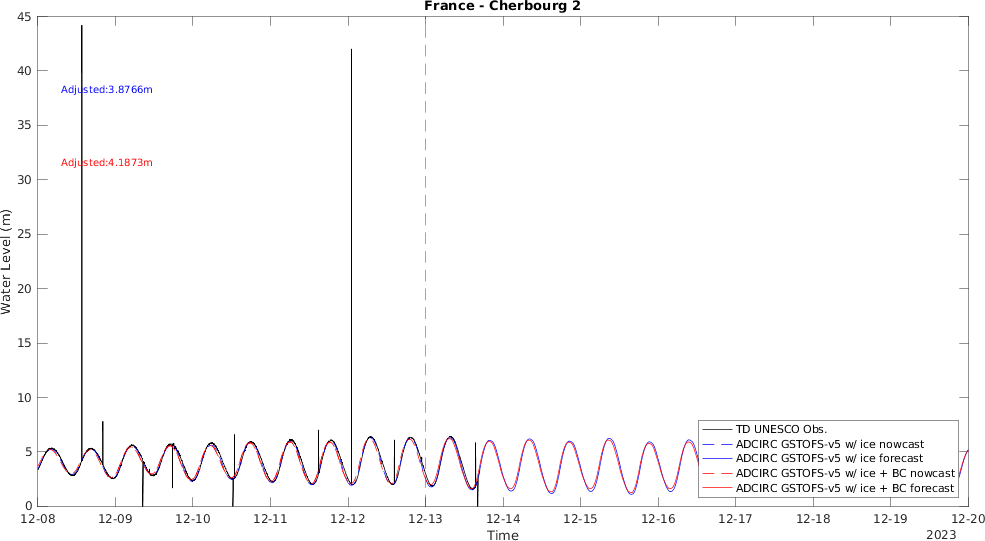 France - Cherbourg 2
45
40
35
30
25
20
15
10
5
0
Water Level (m)
Adjusted:3.8766m
Adjusted:4.1873m
TD UNESCO Obs.
ADCIRC GSTOFS-v5 w/ ice nowcast
ADCIRC GSTOFS-v5 w/ ice forecast
ADCIRC GSTOFS-v5 w/ ice + BC nowcast
ADCIRC GSTOFS-v5 w/ ice + BC forecast
12-08 12-09 12-10 12-11 12-12 12-13 12-14 12-15 12-16 12-17 12-18 12-19 12-20
Time
2023